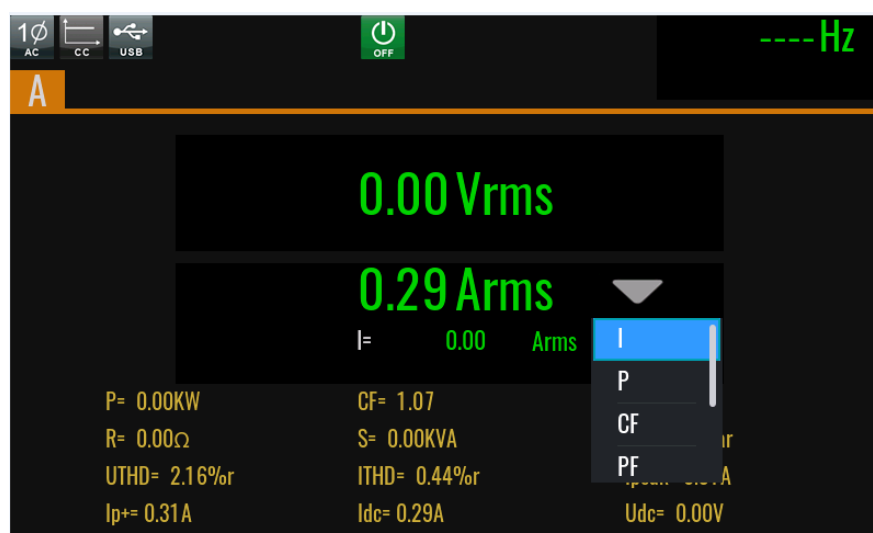 1Ø
AC
CC
USB
OFF
----Hz
A
0.00 Vrms
0.29 Arms
I= 0.00 Arms
I
P
CF
PF
P= 0.00KW
CF= 1.07
R= 0.00Ω
S= 0.00KVA
UTHD= 2.16%r
ITHD= 0.44%r
Ip+= 0.31A
Idc= 0.29A
Udc= 0.00V